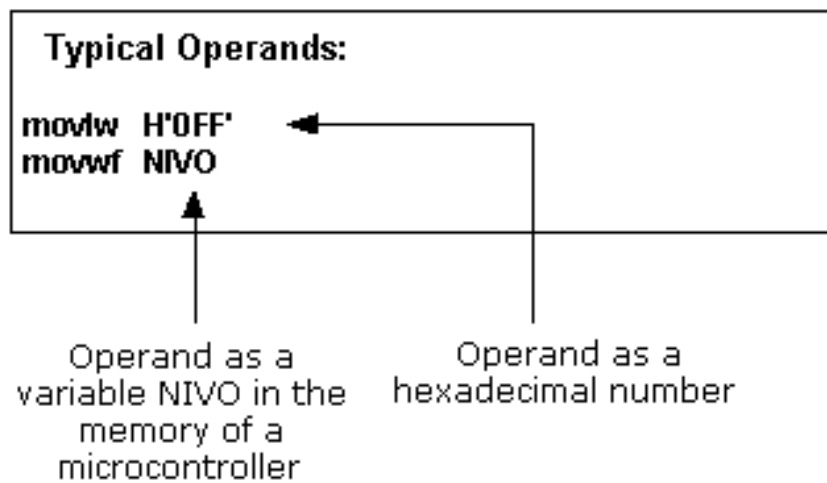 Typical Operands:
movlw H'0FF'
movwf NIVO
Operand as a
variable NIVO in the
memory of a
microcontroller
Operand as a
hexadecimal number